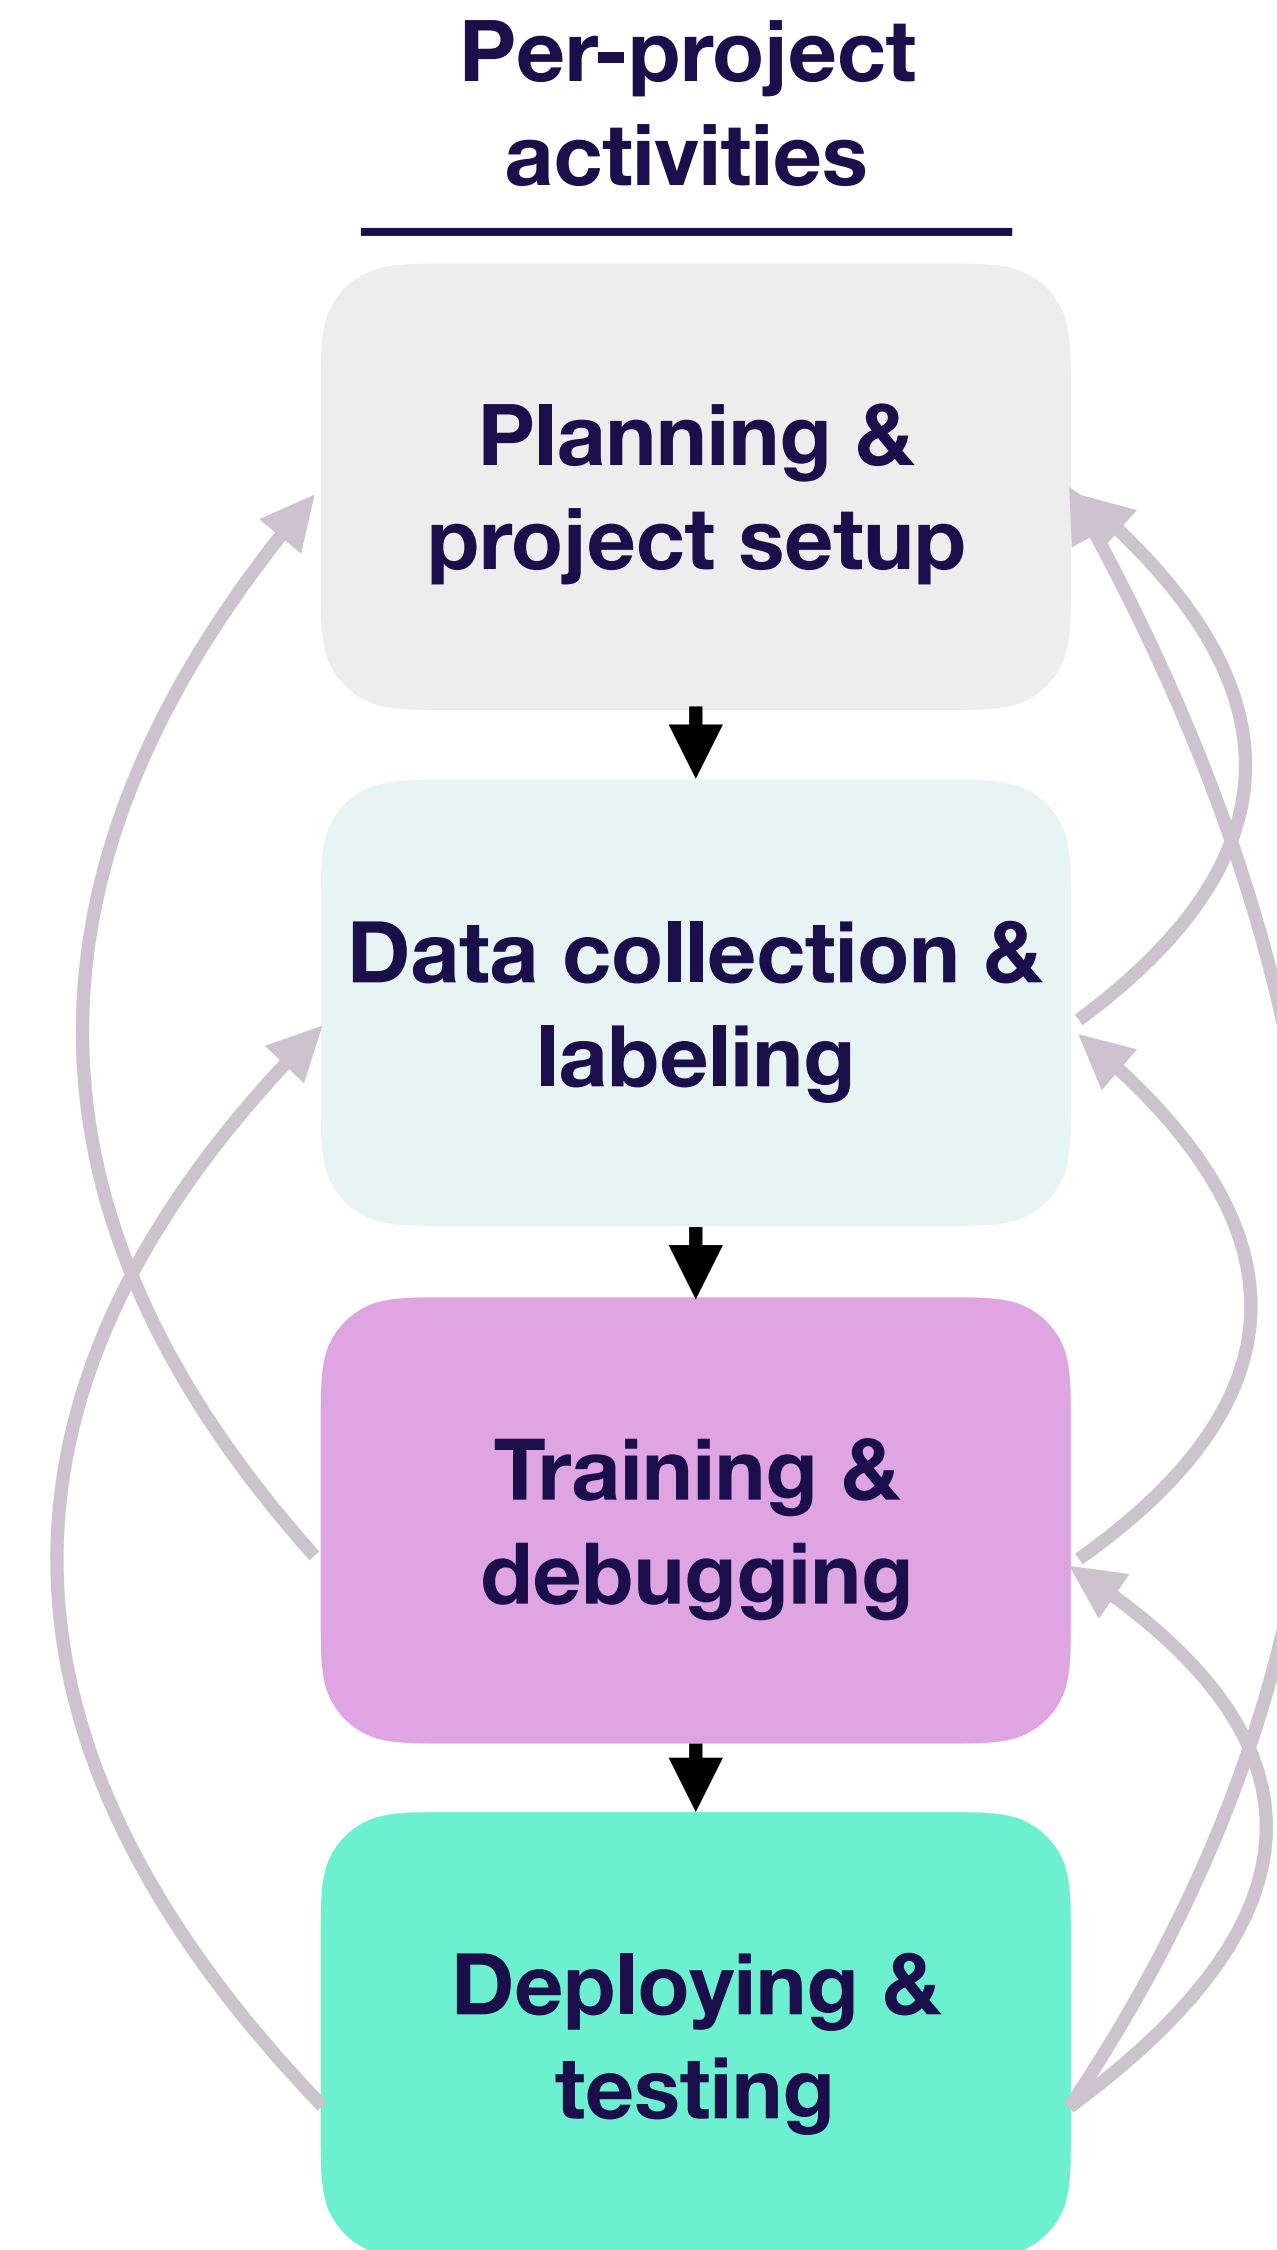 Per-project
activities
Planning &
project setup
Data collection &
labeling
Training &
debugging
Deploying &
testing